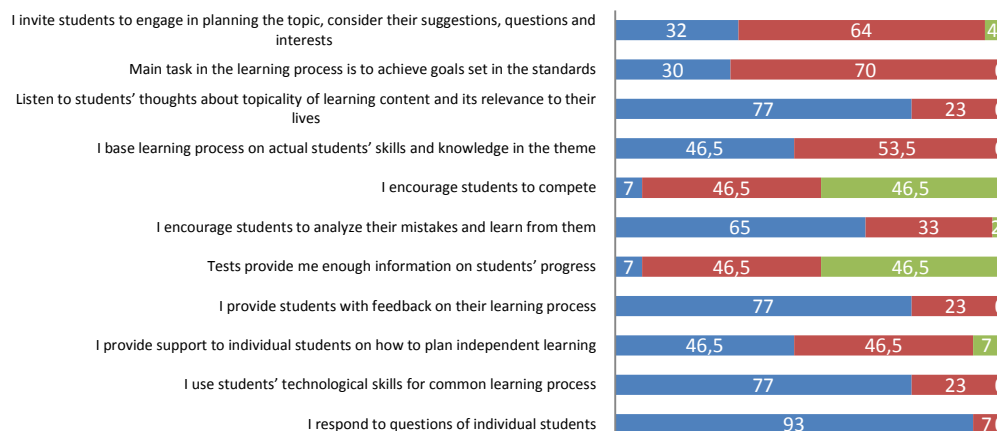 I invite students to engage in planning the topic, consider their suggestions, questions and
interests
32 64 4
Main task in the learning process is to achieve goals set in the standards
30 70
Listen to students’ thoughts about topicality of learning content and its relevance to their
lives
77 23
I base learning process on actual students’ skills and knowledge in the theme
46,5 53,5
I encourage students to compete
7 46,5 46,5
I encourage students to analyze their mistakes and learn from them
65 33 2
Tests provide me enough information on students’ progress
7 46,5 46,5
I provide students with feedback on their learning process
77 23
I provide support to individual students on how to plan independent learning
46,5 46,5 7
I use students’ technological skills for common learning process
77 23
I respond to questions of individual students
93 7